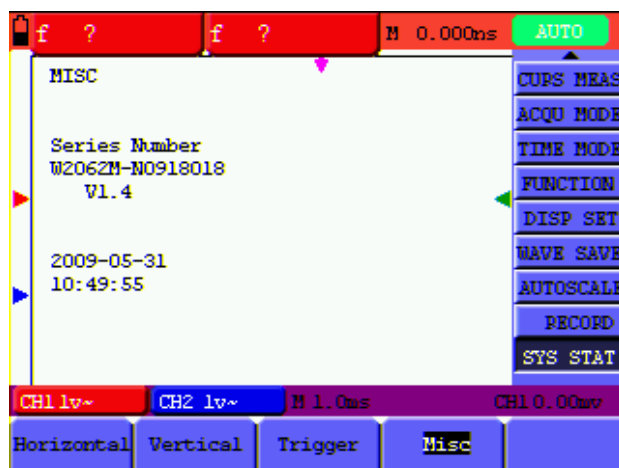 f ? f ? M 0.000ns AUTO
MISC
Series Number
W2062M-N0918018
V1.4
2009-05-31
10:49:55
CURS MEAS
ACQU MODE
TIME MODE
FUNCTION
DISP SET
WAVE SAVE
AUTOSCALE
RECORD
SYS STAT
CH1 1v~ CH2 1v~ M 1.0ms CH1 0.00mv
Horizontal Vertical Trigger Misc